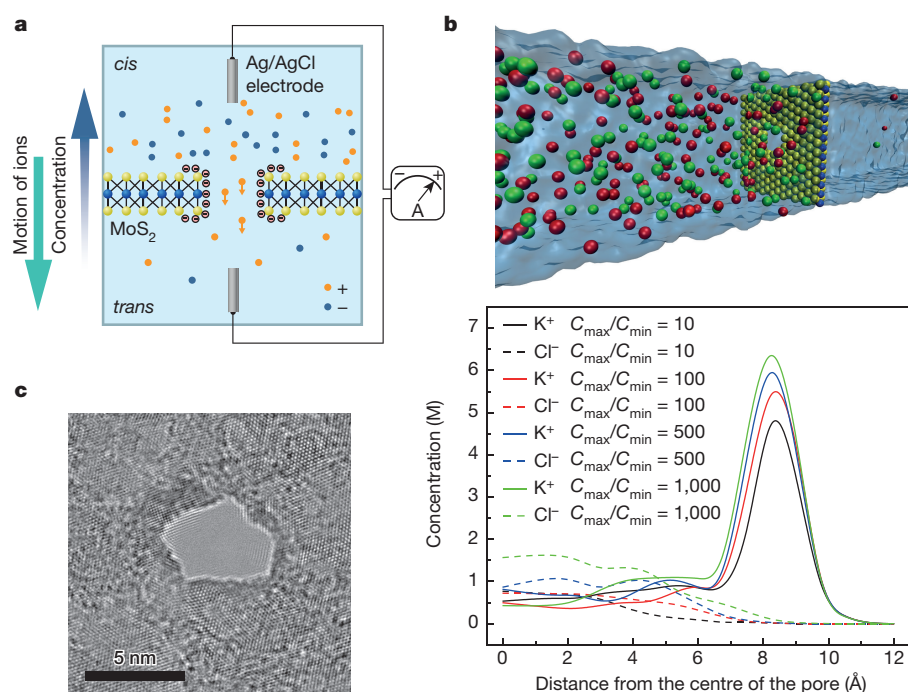 a
cis
Ag/AgCl
electrode
Motion of ions
Concentration
MoS2
trans
+
−
−
+
A
b
7
6
5
4
3
2
1
0
Concentration (M)
K+ Cmax/Cmin = 10
Cl− Cmax/Cmin = 10
K+ Cmax/Cmin = 100
Cl− Cmax/Cmin = 100
K+ Cmax/Cmin = 500
Cl− Cmax/Cmin = 500
K+ Cmax/Cmin = 1,000
Cl− Cmax/Cmin = 1,000
0 2 4 6 8 10 12
Distance from the centre of the pore (Å)
c
5 nm